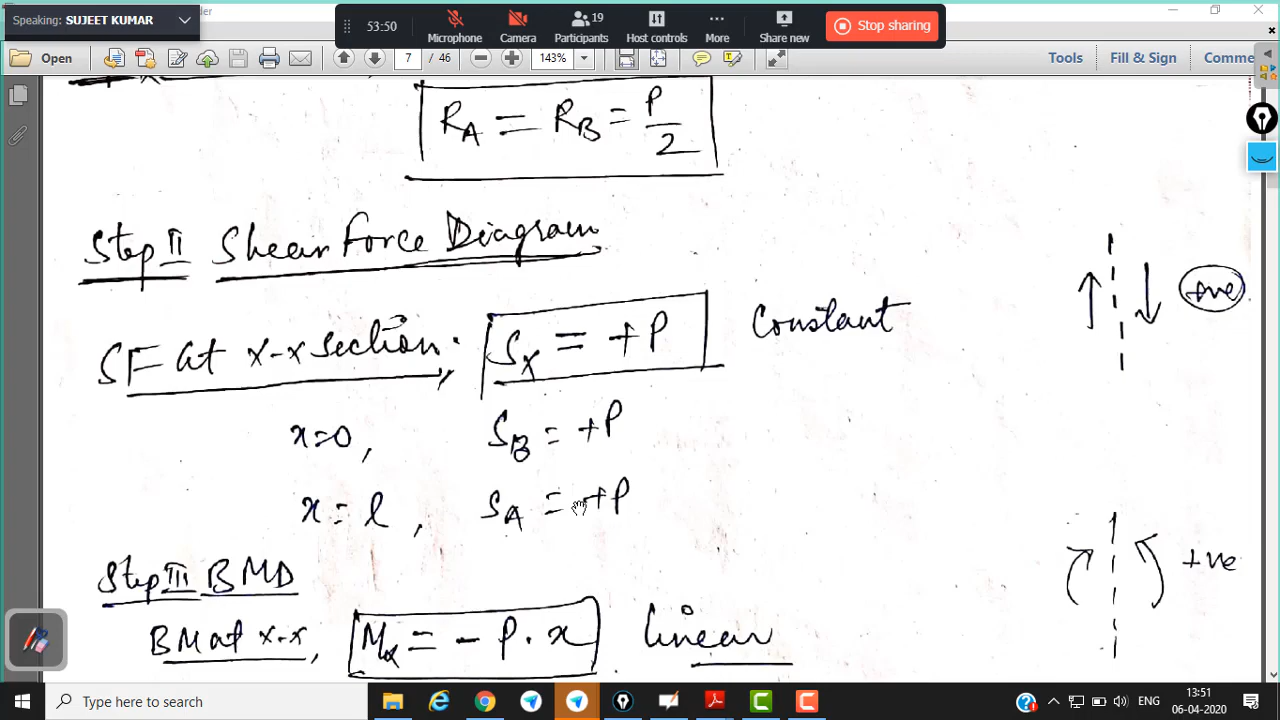 Speaking: SUJEET KUMAR
53:50
Microphone
Camera
19
Participants
Host controls
More
Share new
Stop sharing
Open
7 / 46
143%
Tools
Fill & Sign
Comme
RA = RB = P/2
Step II Shear Force Diagram
SF at x-x section, Sx = +P Constant
+ve
x=0, SB = +P
x = l, SA = +P
Step III BMD
+ve
BM at x-x, Mx = - P · x linear
Type here to search
13:51
06-04-2020